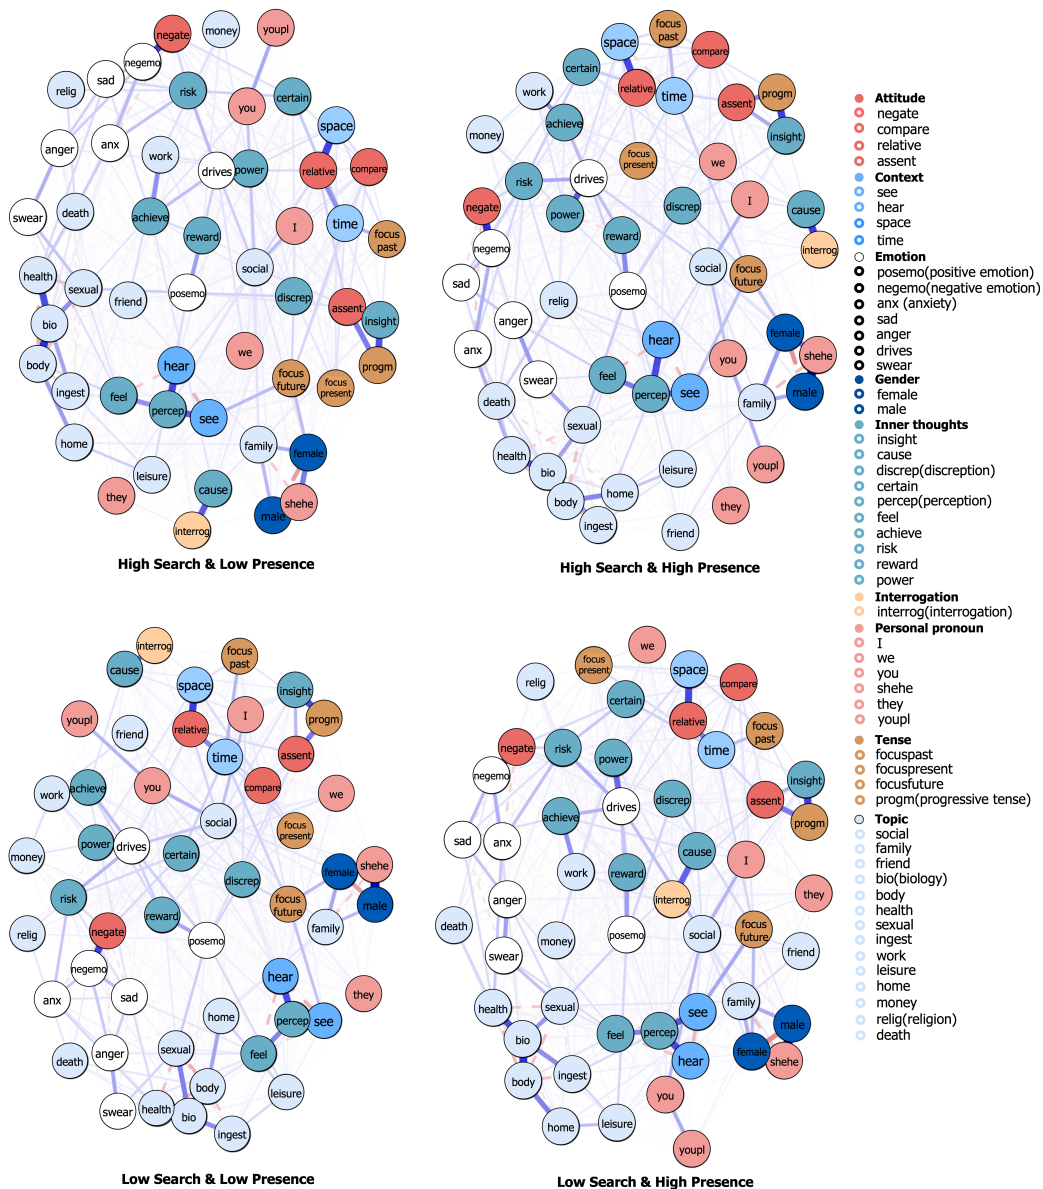 negate
money
youpl
negemo
sad
relig
risk
you
certain
space
anger
anx
work
drives
power
relative
compare
swear
death
achieve
reward
I
time
focus
past
health
sexual
friend
posemo
social
discrep
assent
insight
bio
body
hear
we
focus
future
focus
present
progm
ingest
feel
percep
see
home
family
female
leisure
they
cause
shehe
male
interrog
High Search & Low Presence
focus
past
space
compare
certain
work
relative
time
assent
progm
achieve
insight
money
focus
present
we
risk
drives
negate
power
discrep
I
cause
reward
negemo
interrog
social
focus
future
sad
posemo
relig
anger
hear
female
anx
you
shehe
feel
swear
percep
see
male
death
family
sexual
health
bio
youpl
leisure
body
home
they
ingest
friend
High Search & High Presence
Attitude
negate
compare
relative
assent
Context
see
hear
space
time
Emotion
posemo(positive emotion)
negemo(negative emotion)
anx (anxiety)
sad
anger
drives
swear
Gender
female
male
Inner thoughts
insight
cause
discrep(discreption)
certain
percep(perception)
feel
achieve
risk
reward
power
Interrogation
interrog(interrogation)
Personal pronoun
I
we
you
shehe
they
youpl
Tense
focuspast
focuspresent
focusfuture
progm(progressive tense)
Topic
social
family
friend
bio(biology)
body
health
sexual
ingest
work
leisure
home
money
relig(religion)
death
interrog
focus
past
cause
space
insight
youpl
friend
relative
I
progm
time
assent
work
achieve
you
compare
we
social
focus
present
money
power
drives
certain
female
shehe
risk
discrep
male
relig
negate
reward
focus
future
family
posemo
negemo
hear
anx
sad
they
home
percep
see
death
anger
sexual
feel
body
leisure
swear
health
bio
ingest
Low Search & Low Presence
we
focus
present
space
relig
certain
compare
relative
negate
risk
time
focus
past
power
negemo
insight
drives
discrep
assent
achieve
progm
sad
anx
cause
I
work
reward
they
anger
interrog
death
money
posemo
social
focus
future
swear
friend
health
sexual
see
family
feel
percep
male
bio
female
shehe
hear
body
ingest
you
home
leisure
youpl
Low Search & High Presence